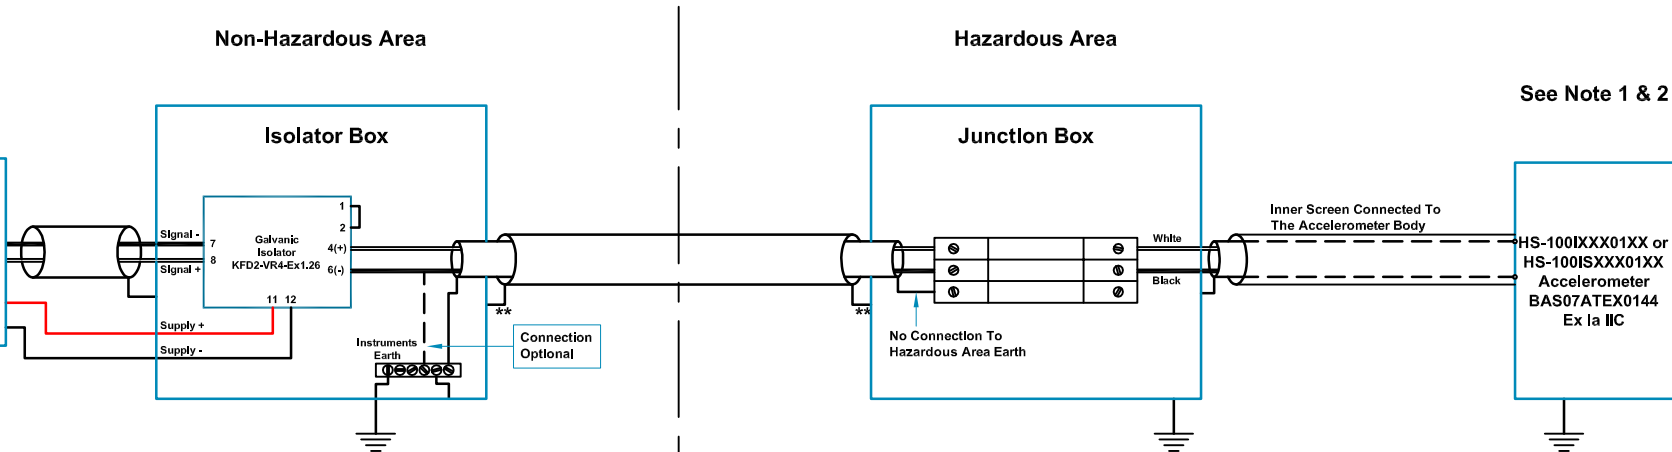 Non-Hazardous Area
Hazardous Area
See Note 1 & 2
Isolator Box
Junction Box
1
2
Signal -
7
Galvanic
Isolator
KFD2-VR4-Ex1.26
4(+)
8
Signal +
6(-)
11 12
Supply +
Supply -
Instruments
Earth
**
Connection
Optional
**
No Connection To
Hazardous Area Earth
White
Black
Inner Screen Connected To
The Accelerometer Body
HS-100IXXX01XX or
HS-100ISXXX01XX
Accelerometer
BAS07ATEX0144
Ex Ia IIC